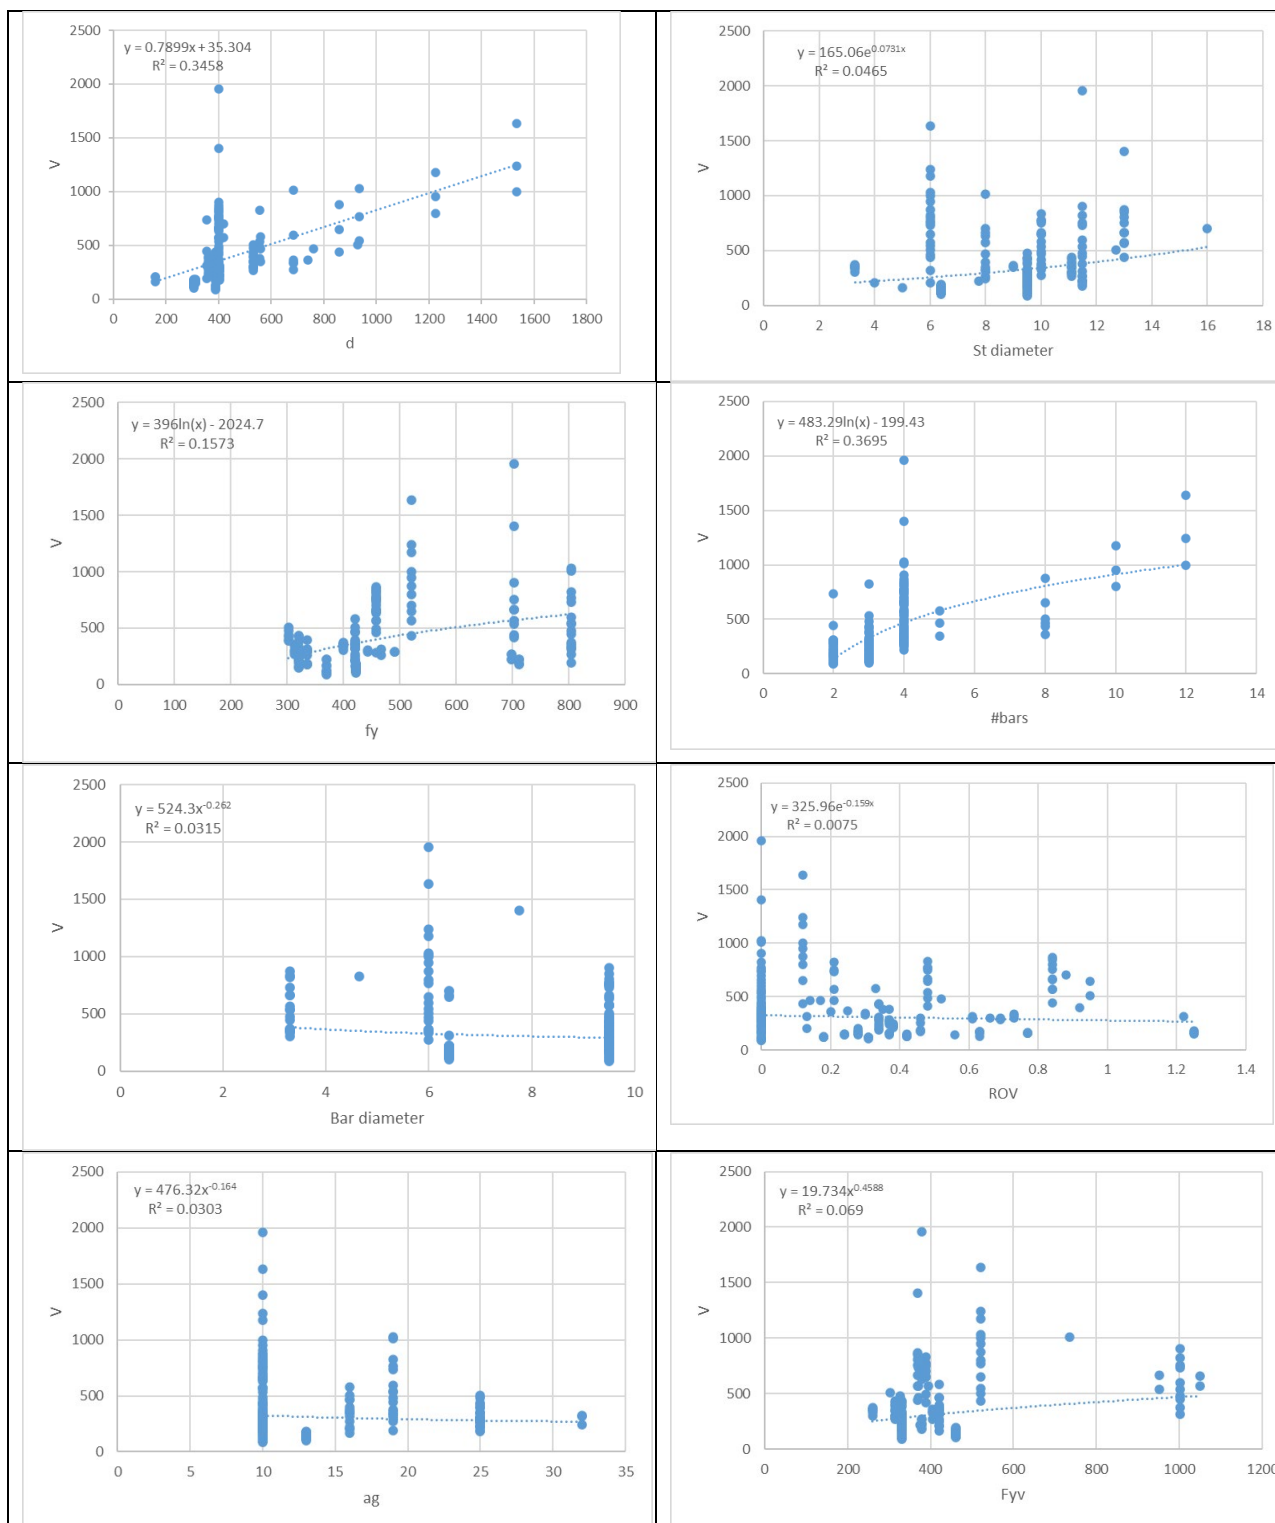 y = 0.7899x + 35.304
R² = 0.3458
2500
2000
1500
1000
500
0
V
0 200 400 600 800 1000 1200 1400 1600 1800
d
y = 165.06e^0.0731x
R² = 0.0465
2500
2000
1500
1000
500
0
V
0 2 4 6 8 10 12 14 16 18
St diameter
y = 396ln(x) - 2024.7
R² = 0.1573
2500
2000
1500
1000
500
0
V
0 100 200 300 400 500 600 700 800 900
fy
y = 483.29ln(x) - 199.43
R² = 0.3695
2500
2000
1500
1000
500
0
V
0 2 4 6 8 10 12 14
#bars
y = 524.3x^-0.262
R² = 0.0315
2500
2000
1500
1000
500
0
V
0 2 4 6 8 10
Bar diameter
y = 325.96e^-0.159x
R² = 0.0075
2500
2000
1500
1000
500
0
V
0 0.2 0.4 0.6 0.8 1 1.2 1.4
ROV
y = 476.32x^-0.164
R² = 0.0303
2500
2000
1500
1000
500
0
V
0 5 10 15 20 25 30 35
ag
y = 19.734x^0.4588
R² = 0.069
2500
2000
1500
1000
500
0
V
0 200 400 600 800 1000 1200
Fyv